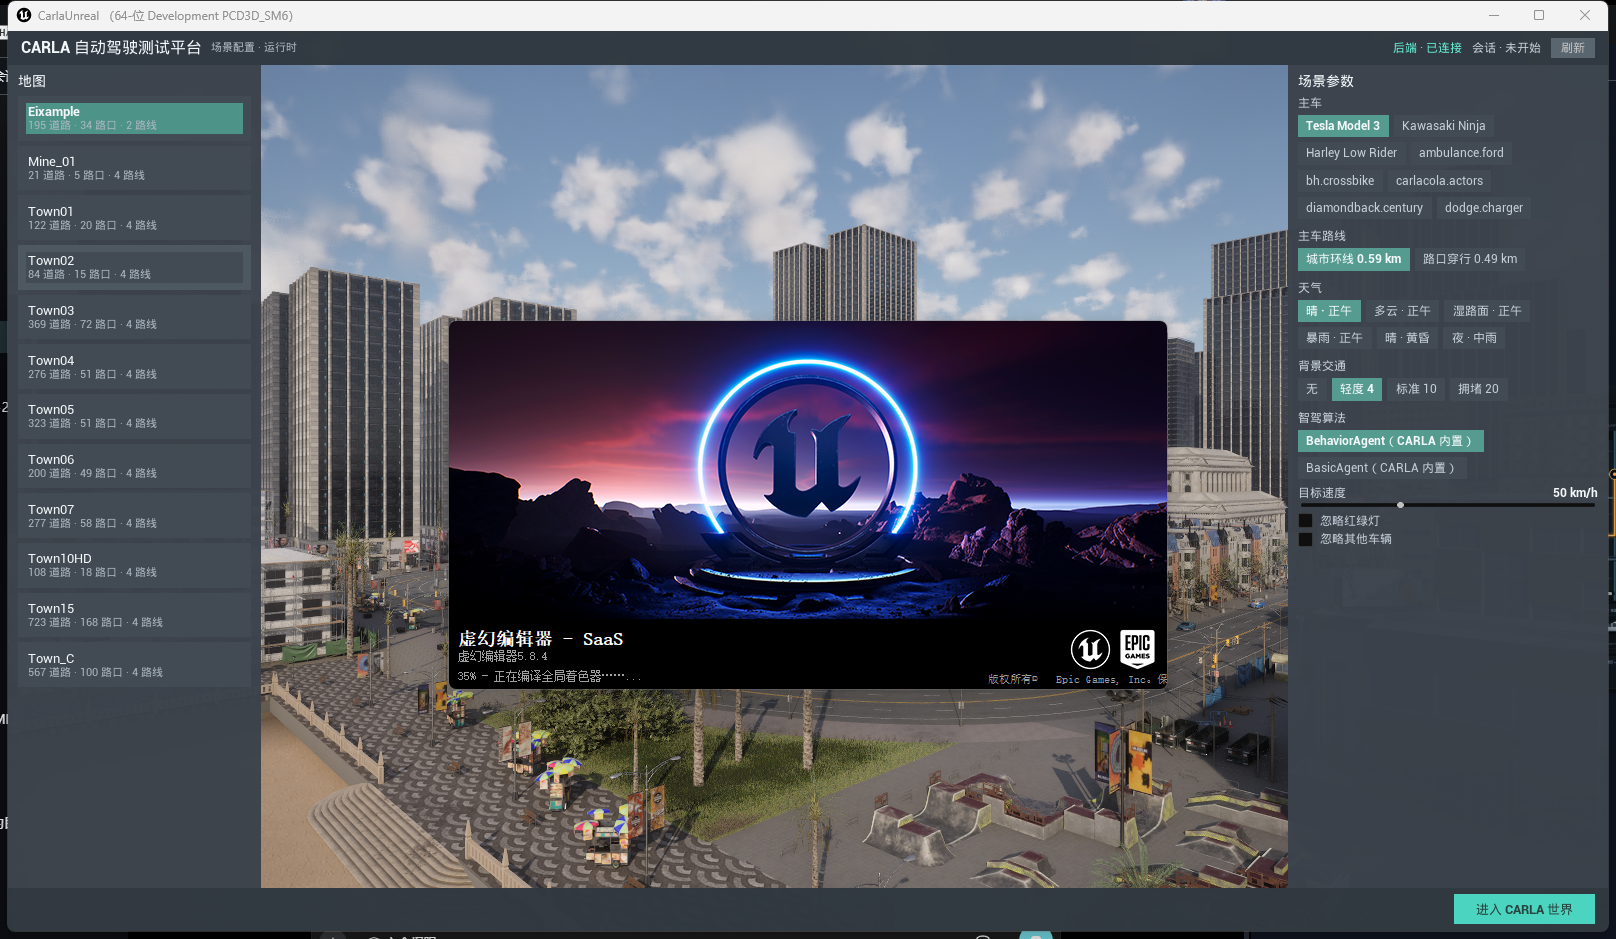 CarlaUnreal （64-位 Development PCD3D_SM6）
CARLA 自动驾驶测试平台 场景配置 · 运行时
后端 · 已连接 会话 · 未开始 刷新
地图
Eixample
195 道路 · 34 路口 · 2 路线
Mine_01
21 道路 · 5 路口 · 4 路线
Town01
122 道路 · 20 路口 · 4 路线
Town02
84 道路 · 15 路口 · 4 路线
Town03
369 道路 · 72 路口 · 4 路线
Town04
276 道路 · 51 路口 · 4 路线
Town05
323 道路 · 51 路口 · 4 路线
Town06
200 道路 · 49 路口 · 4 路线
Town07
277 道路 · 58 路口 · 4 路线
Town10HD
108 道路 · 18 路口 · 4 路线
Town15
723 道路 · 168 路口 · 4 路线
Town_C
567 道路 · 100 路口 · 4 路线
虚幻编辑器 - SaaS
虚幻编辑器5.8.4
35% - 正在编译全局着色器……...
EPIC
GAMES
版权所有© Epic Games, Inc。保
场景参数
主车
Tesla Model 3 Kawasaki Ninja
Harley Low Rider ambulance.ford
bh.crossbike carlacola.actors
diamondback.century dodge.charger
主车路线
城市环线 0.59 km 路口穿行 0.49 km
天气
晴 · 正午 多云 · 正午 湿路面 · 正午
暴雨 · 正午 晴 · 黄昏 夜 · 中雨
背景交通
无 轻度 4 标准 10 拥堵 20
智驾算法
BehaviorAgent（CARLA 内置）
BasicAgent（CARLA 内置）
目标速度 50 km/h
忽略红绿灯
忽略其他车辆
进入 CARLA 世界